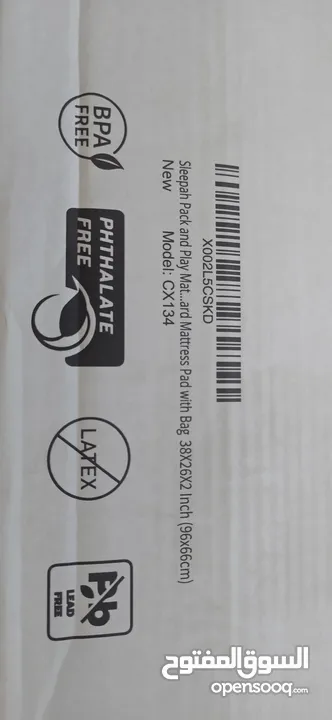 X002L5CSKD
Sleepah Pack and Play Mat...ard Mattress Pad with Bag 38X26X2 Inch (96x66cm)
New
Model: CX134
BPA
FREE
PHTHALATE
FREE
LATEX
Pb
LEAD
FREE
السوق المفتوح
opensooq.com